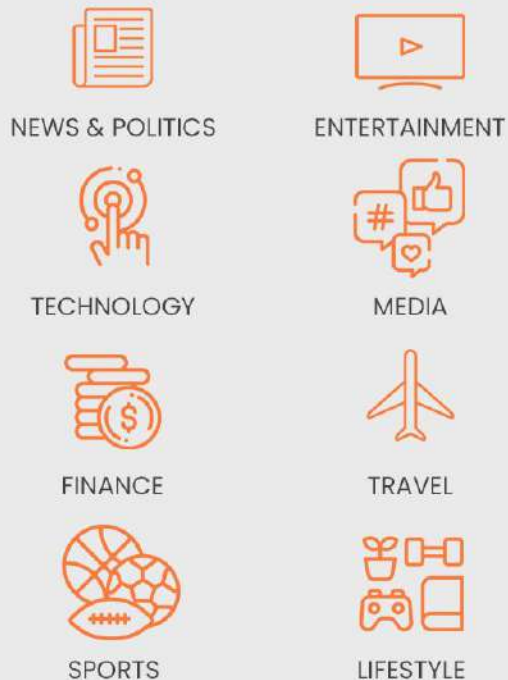 NEWS & POLITICS
ENTERTAINMENT
#
TECHNOLOGY
MEDIA
$
FINANCE
TRAVEL
SPORTS
LIFESTYLE